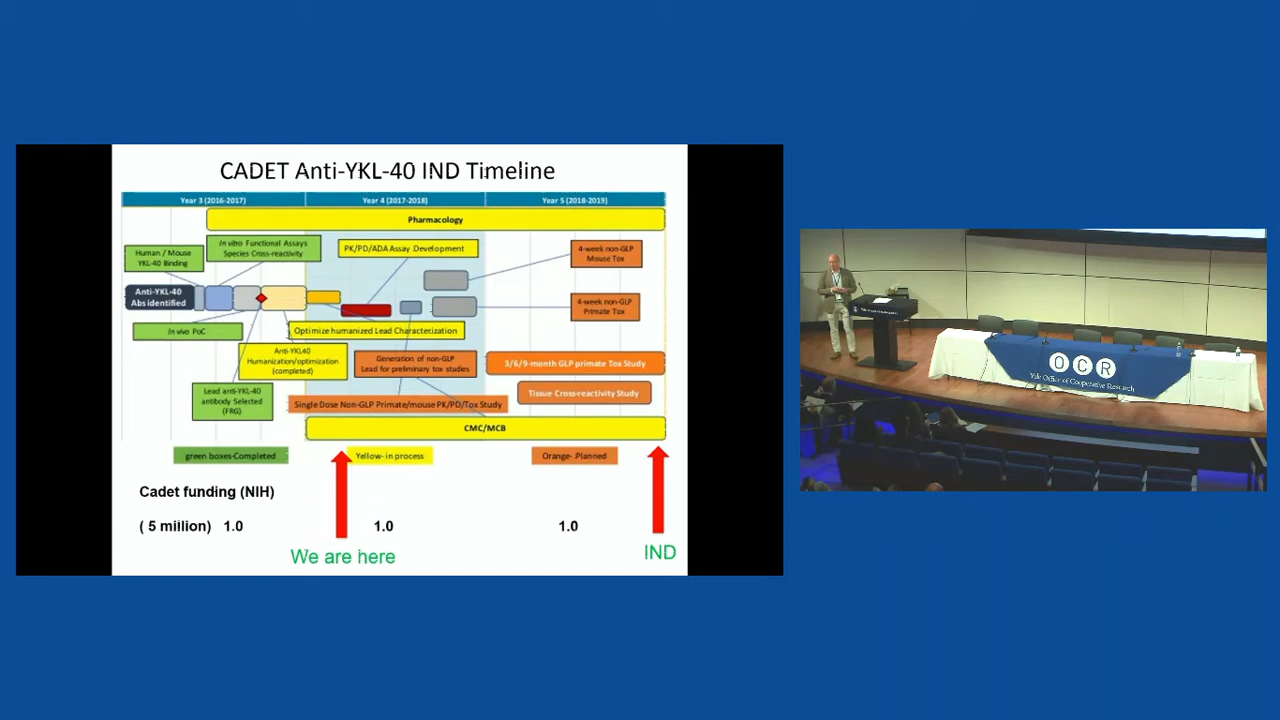 CADET Anti-YKL-40 IND Timeline
Year 3 (2016-2017)
Year 4 (2017-2018)
Year 5 (2018-2019)
Pharmacology
Human / Mouse
YKL-40 Binding
In vitro Functional Assays
Species Cross-reactivity
PK/PD/ADA Assay Development
4-week non-GLP
Mouse Tox
Anti-YKL-40
Abs identified
4-week non-GLP
Primate Tox
In vivo PoC
Optimize humanized Lead Characterization
Anti-YKL40
Humanization/optimization
(completed)
Generation of non-GLP
Lead for preliminary tox studies
3/6/9-month GLP primate Tox Study
Lead anti-YKL-40
antibody Selected
(FRG)
Single Dose Non-GLP Primate/mouse PK/PD/Tox Study
Tissue Cross-reactivity Study
CMC/MCB
green boxes-Completed
Yellow- in process
Orange- .Planned
Cadet funding (NIH)
( 5 million) 1.0
1.0
1.0
We are here
IND
OCR
Yale Office of Cooperative Research